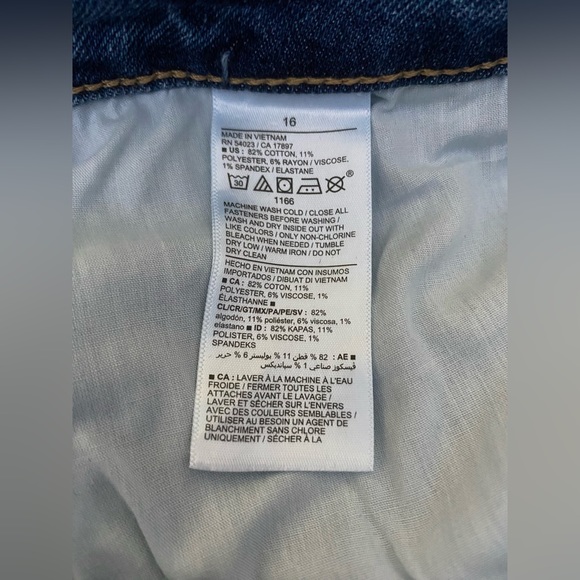 16
MADE IN VIETNAM
RN 54023 / CA 17897
■ US : 82% COTTON, 11%
POLYESTER, 6% RAYON / VISCOSE,
1% SPANDEX / ELASTANE
30 ®
1166
MACHINE WASH COLD / CLOSE ALL
FASTENERS BEFORE WASHING /
WASH AND DRY INSIDE OUT WITH
LIKE COLORS / ONLY NON-CHLORINE
BLEACH WHEN NEEDED / TUMBLE
DRY LOW / WARM IRON / DO NOT
DRY CLEAN
HECHO EN VIETNAM CON INSUMOS
IMPORTADOS / DIBUAT DI VIETNAM
■ CA : 82% COTON, 11%
POLYESTER, 6% VISCOSE, 1%
ÉLASTHANNE ■
CL/CR/GT/MX/PA/PE/SV : 82%
algodón, 11% poliéster, 6% viscosa, 1%
elastano ■ ID : 82% KAPAS, 11%
POLISTER, 6% VISKOSE, 1%
SPANDEKS
■ AE : 82 % قطن 11 % بوليستر 6 % حرير
فيسكوز صناعي 1 % سپانديكس
■ CA : LAVER À LA MACHINE À L'EAU
FROIDE / FERMER TOUTES LES
ATTACHES AVANT LE LAVAGE /
LAVER ET SÉCHER SUR L'ENVERS
AVEC DES COULEURS SEMBLABLES /
UTILISER AU BESOIN UN AGENT DE
BLANCHIMENT SANS CHLORE
UNIQUEMENT / SÉCHER À LA